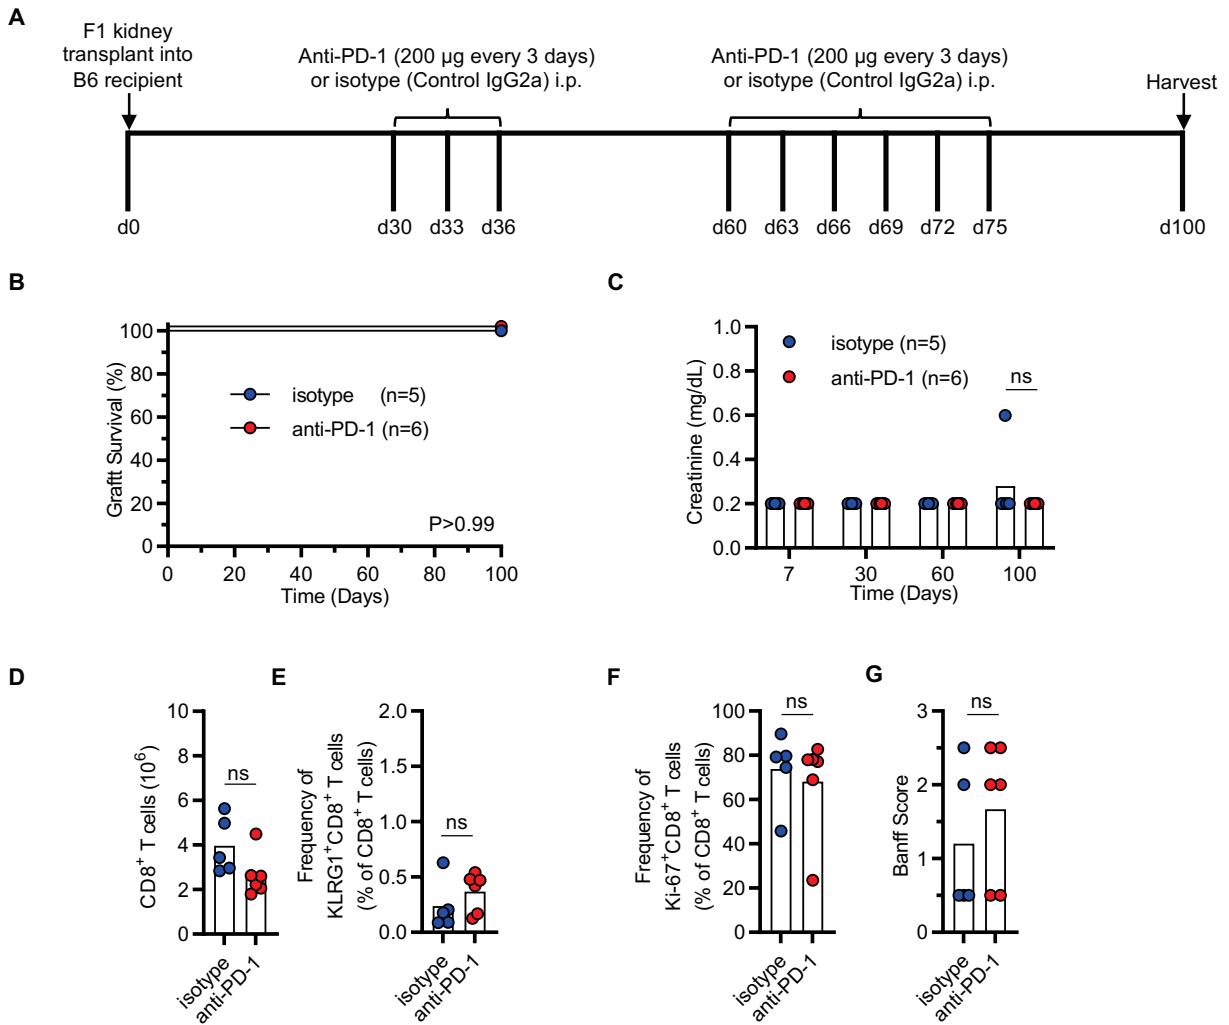 A
F1 kidney
transplant into
B6 recipient
Anti-PD-1 (200 µg every 3 days)
or isotype (Control IgG2a) i.p.
Anti-PD-1 (200 µg every 3 days)
or isotype (Control IgG2a) i.p.
Harvest
d0
d30
d33
d36
d60
d63
d66
d69
d72
d75
d100
B
Graftt Survival (%)
100
80
60
40
20
0
isotype (n=5)
anti-PD-1 (n=6)
P>0.99
0 20 40 60 80 100
Time (Days)
C
Creatinine (mg/dL)
1.0
0.8
0.6
0.4
0.2
0.0
isotype (n=5)
anti-PD-1 (n=6)
ns
7 30 60 100
Time (Days)
D
CD8⁺ T cells (10⁶)
10
8
6
4
2
0
ns
isotype
anti-PD-1
E
Frequency of
KLRG1⁺CD8⁺ T cells
(% of CD8⁺ T cells)
2.0
1.5
1.0
0.5
0.0
ns
isotype
anti-PD-1
F
Frequency of
Ki-67⁺CD8⁺ T cells
(% of CD8⁺ T cells)
100
80
60
40
20
0
ns
isotype
anti-PD-1
G
Banff Score
3
2
1
0
ns
isotype
anti-PD-1